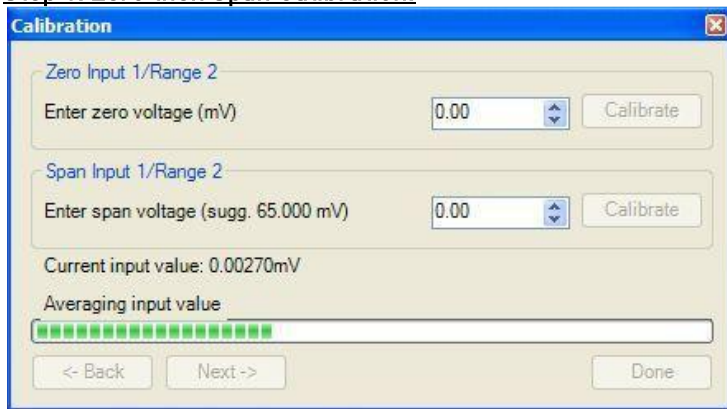 Calibration
Zero Input 1/Range 2
Enter zero voltage (mV) 0.00 Calibrate
Span Input 1/Range 2
Enter span voltage (sugg. 65.000 mV) 0.00 Calibrate
Current input value: 0.00270mV
Averaging input value
<- Back Next -> Done